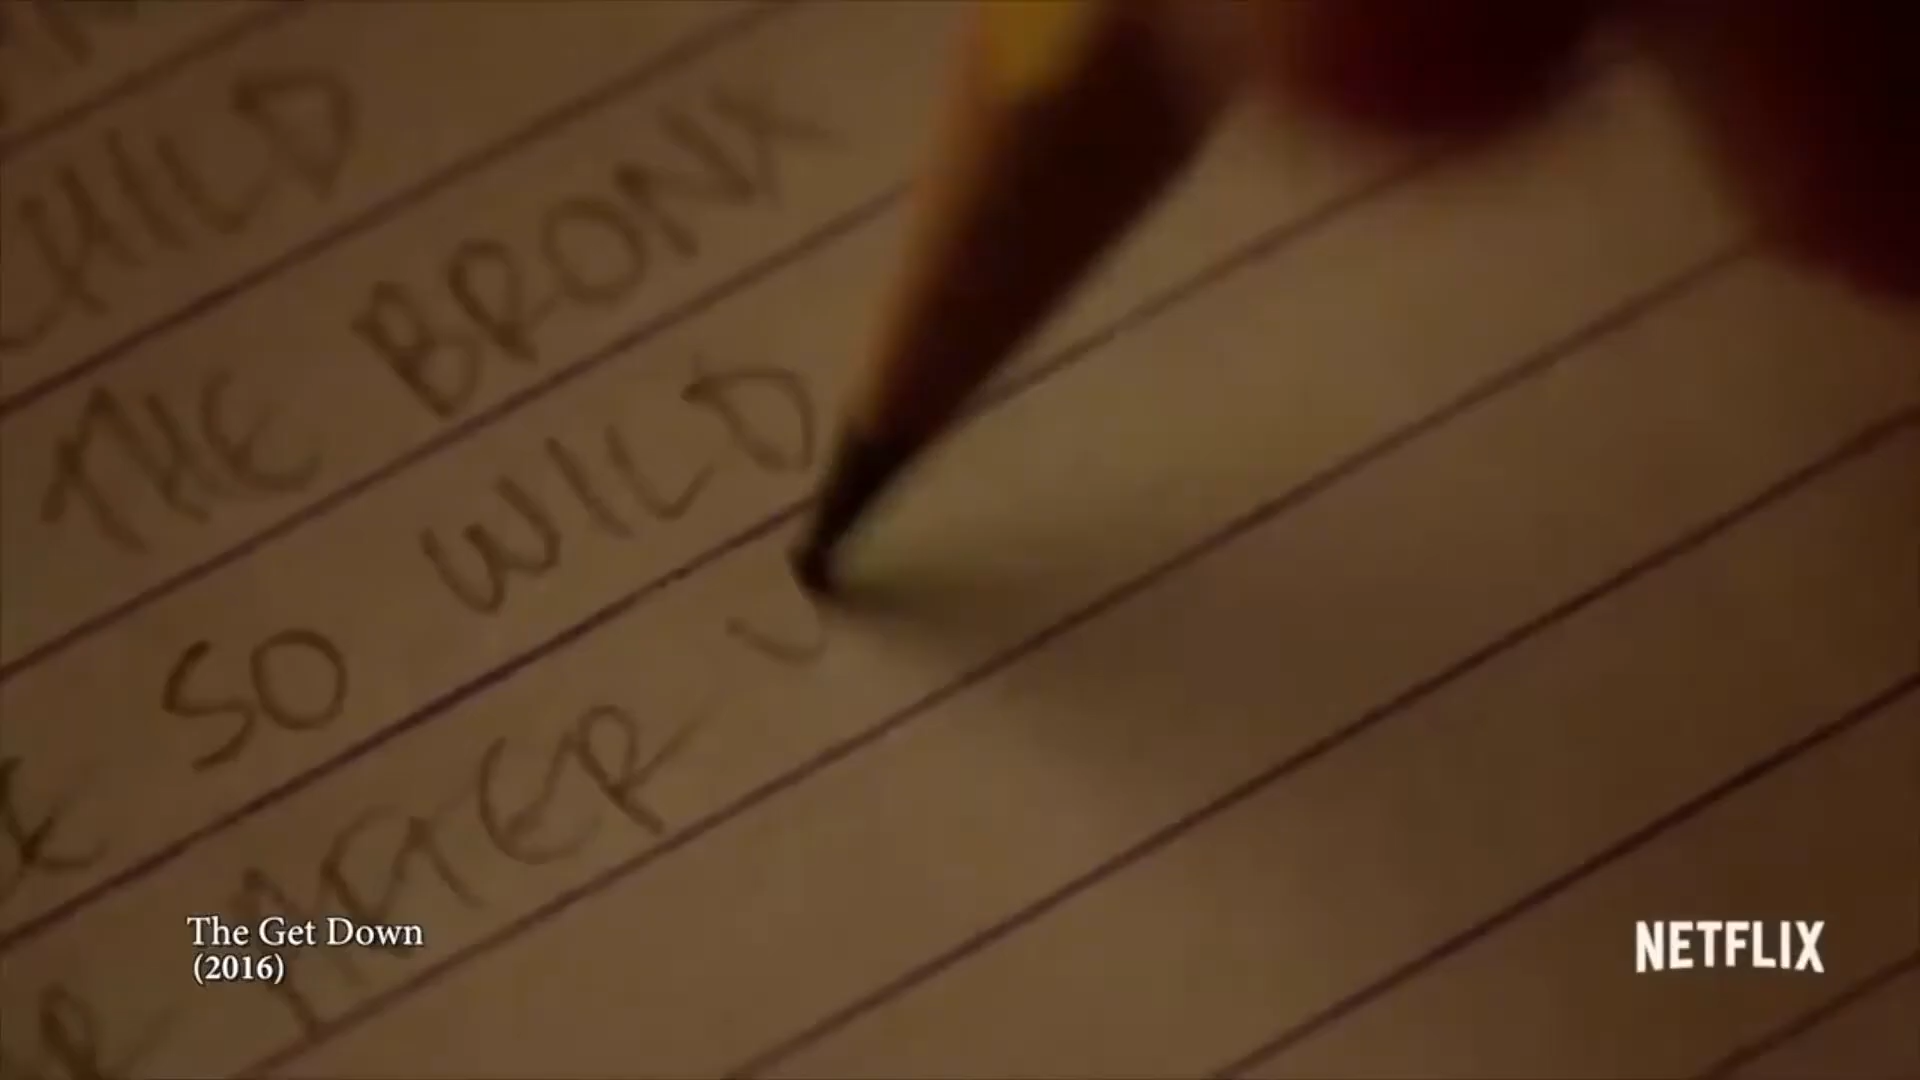 CHILD
THE BRONX
SO WILD
AFTER
The Get Down
(2016)
NETFLIX